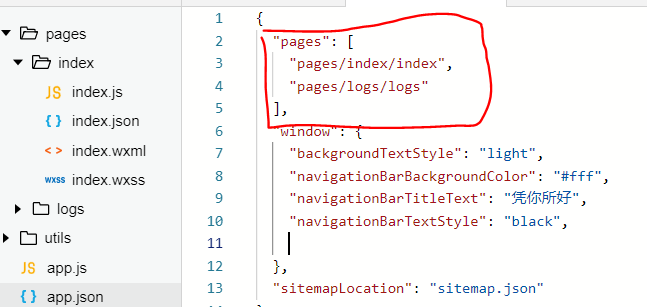 pages
index
JS index.js
{ } index.json
< > index.wxml
wxss index.wxss
logs
utils
JS app.js
{ } app.json
1 {
2 "pages": [
3 "pages/index/index",
4 "pages/logs/logs"
5 ],
6 window": {
7 "backgroundTextStyle": "light",
8 "navigationBarBackgroundColor": "#fff",
9 "navigationBarTitleText": "凭你所好",
10 "navigationBarTextStyle": "black",
11
12 },
13 "sitemapLocation": "sitemap.json"